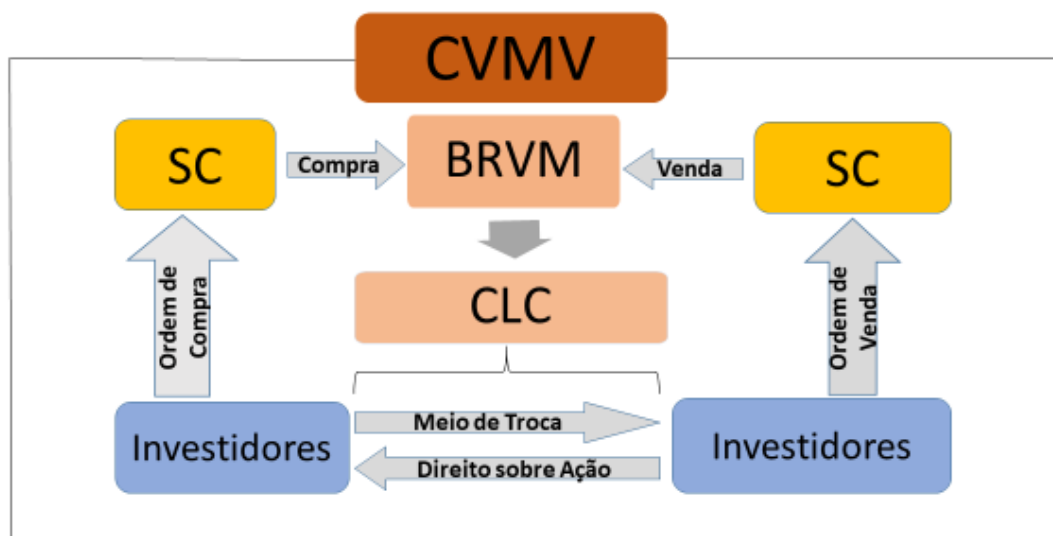 CVMV
SC
Compra
BRVM
Venda
SC
Ordem de
Compra
CLC
Ordem de
Venda
Investidores
Meio de Troca
Direito sobre Ação
Investidores